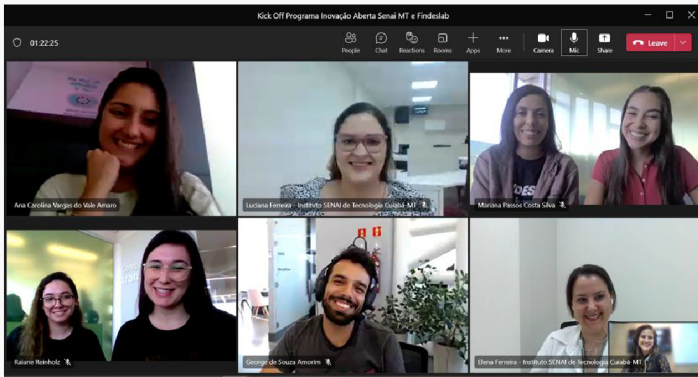 Kick Off Programa Inovação Aberta Senai MT e Findeslab
01:22:25
People
Chat
Reactions
Rooms
Apps
More
Camera
Mic
Share
Leave
Ana Carolina Vargas do Vale Amaro
Luciana Ferreira - Instituto SENAI de Tecnologia Cuiabá-MT
Mariana Passos Costa Silva
Raiane Reinholz
George de Souza Amorim
Elena Ferreira - Instituto SENAI de Tecnologia Cuiabá-MT